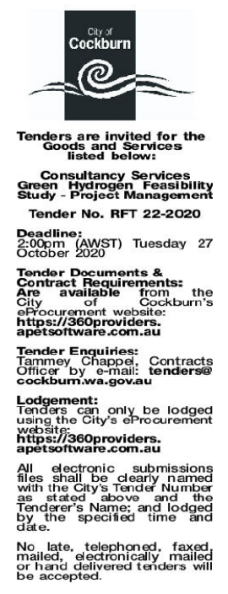 City of
Cockburn
Tenders are invited for the
Goods and Services
listed below:
Consultancy Services
Green Hydrogen Feasibility
Study - Project Management
Tender No. RFT 22-2020
Deadline:
2:00pm (AWST) Tuesday 27
October 2020
Tender Documents &
Contract Requirements:
Are available from the
City of Cockburn's
eProcurement website:
https://360providers.
apetsoftware.com.au
Tender Enquiries:
Tammey Chappel, Contracts
Officer by e-mail: tenders@
cockburn.wa.gov.au
Lodgement:
Tenders can only be lodged
using the City's eProcurement
website:
https://360providers.
apetsoftware.com.au
All electronic submissions
files shall be clearly named
with the City's Tender Number
as stated above and the
Tenderer's Name; and lodged
by the specified time and
date.
No late, telephoned, faxed,
mailed, electronically mailed
or hand delivered tenders will
be accepted.